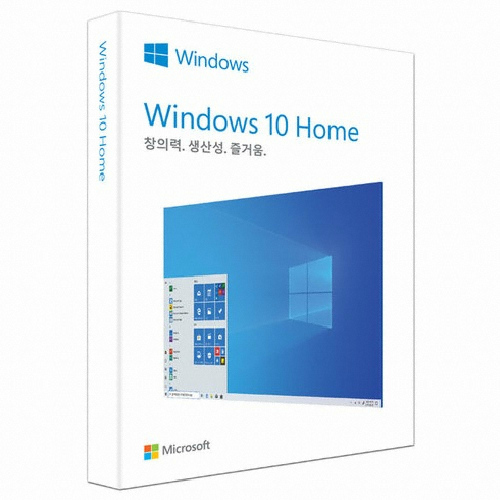 Windows 10 Home
Windows
Windows 10 Home
창의력. 생산성. 즐거움.
Microsoft